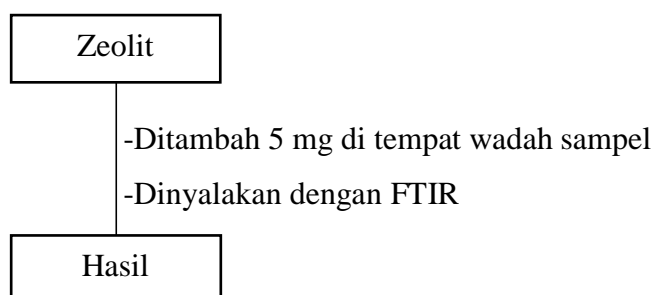 Zeolit
-Ditambah 5 mg di tempat wadah sampel
-Dinyalakan dengan FTIR
Hasil